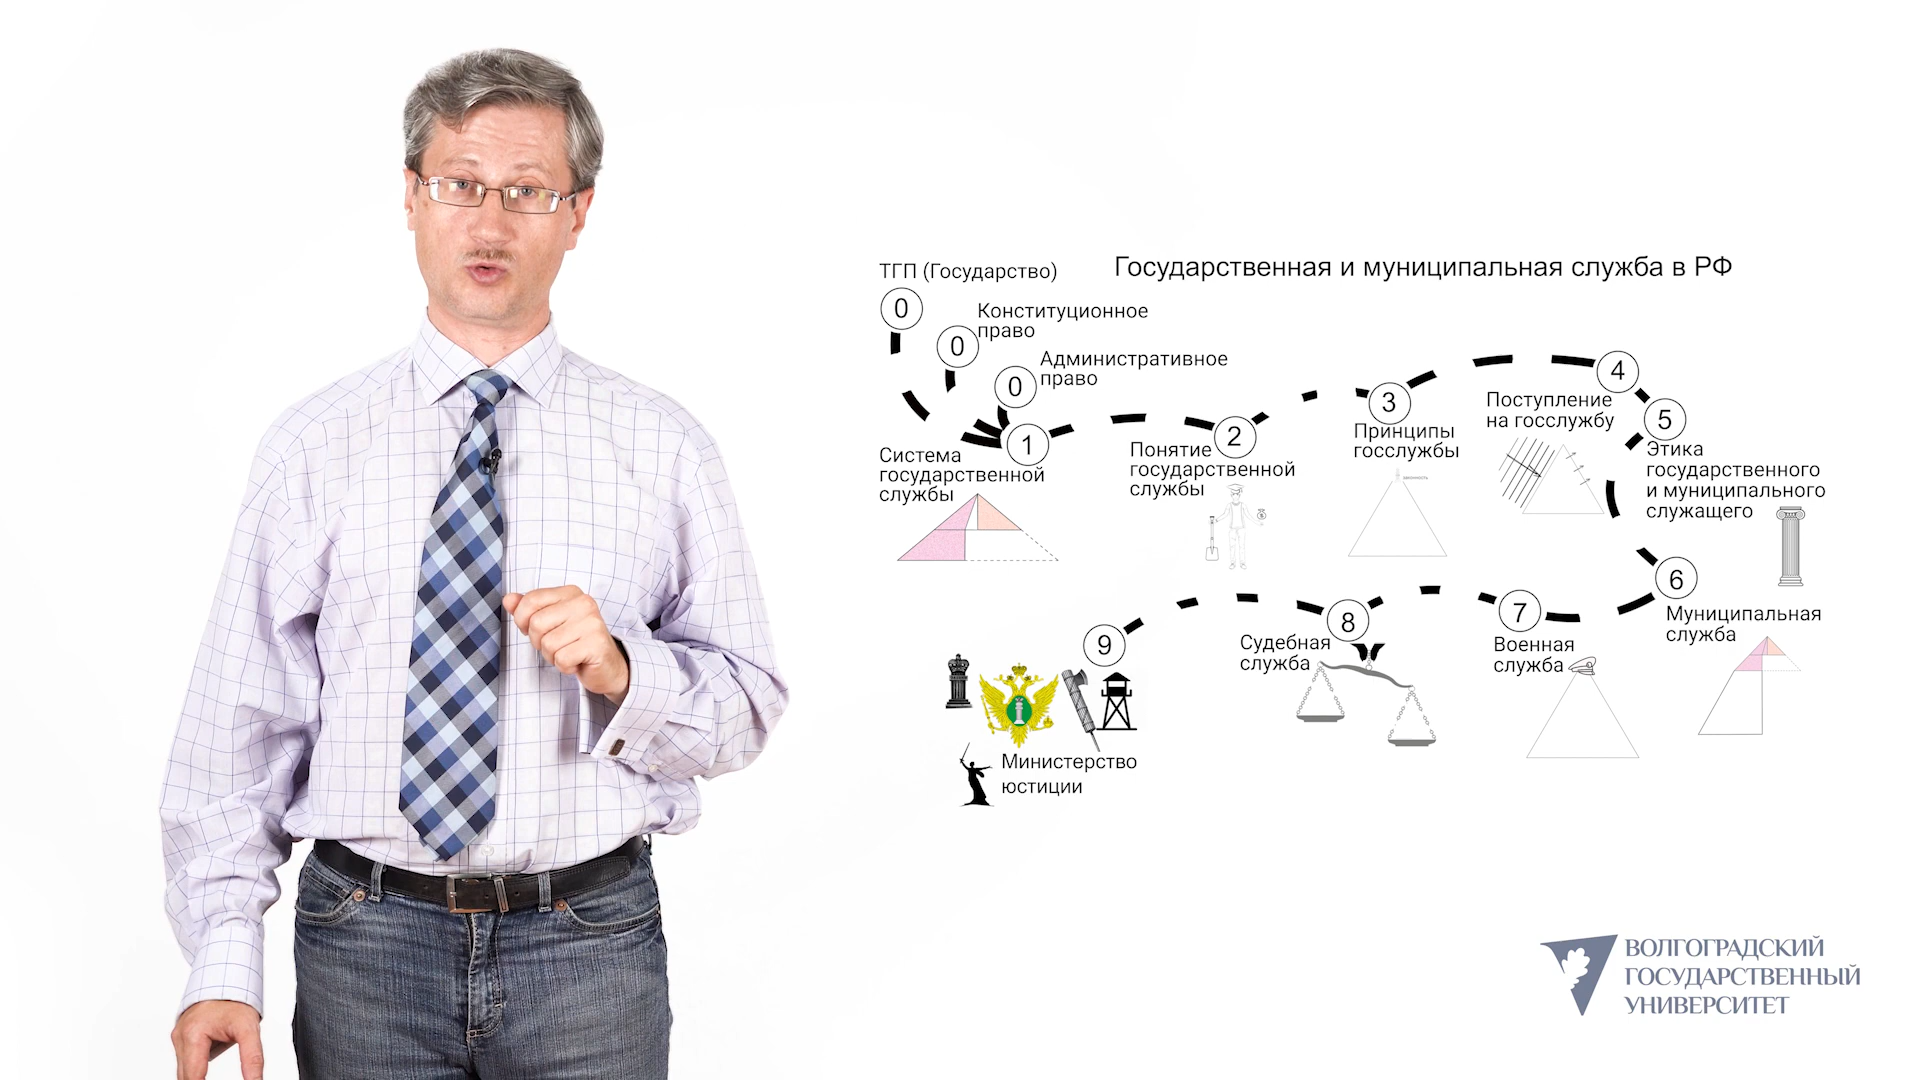 ТГП (Государство)
Государственная и муниципальная служба в РФ
0
Конституционное
право
0
Административное
право
0
1
Система
государственной
службы
2
Понятие
государственной
службы
3
Принципы
госслужбы
законность
4
Поступление
на госслужбу
5
Этика
государственного
и муниципального
служащего
6
Муниципальная
служба
7
Военная
служба
8
Судебная
служба
9
Министерство
юстиции
ВОЛГОГРАДСКИЙ
ГОСУДАРСТВЕННЫЙ
УНИВЕРСИТЕТ